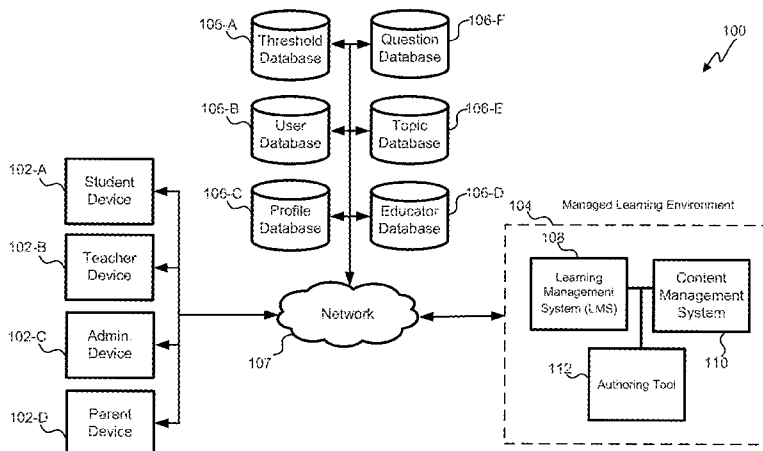 106-A
Threshold
Database
Question
Database
106-F
100
106-B
User
Database
Topic
Database
106-E
102-A
Student
Device
106-C
Profile
Database
Educator
Database
106-D
Managed Learning Environment
104
102-B
Teacher
Device
108
Learning
Management
System (LMS)
Content
Management
System
110
Network
107
102-C
Admin.
Device
112
Authoring Tool
102-D
Parent
Device